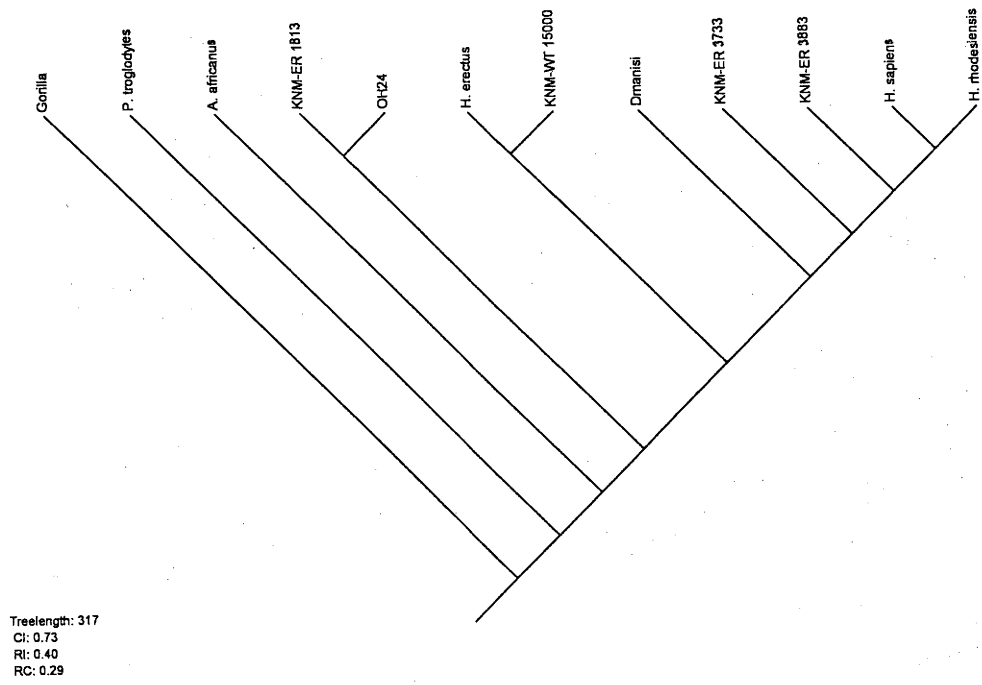 Gorilla
P. troglodytes
A. africanus
KNM-ER 1813
OH24
H. erectus
KNM-WT 15000
Dmanisi
KNM-ER 3733
KNM-ER 3883
H. sapiens
H. rhodesiensis
Treelength: 317
CI: 0.73
RI: 0.40
RC: 0.29